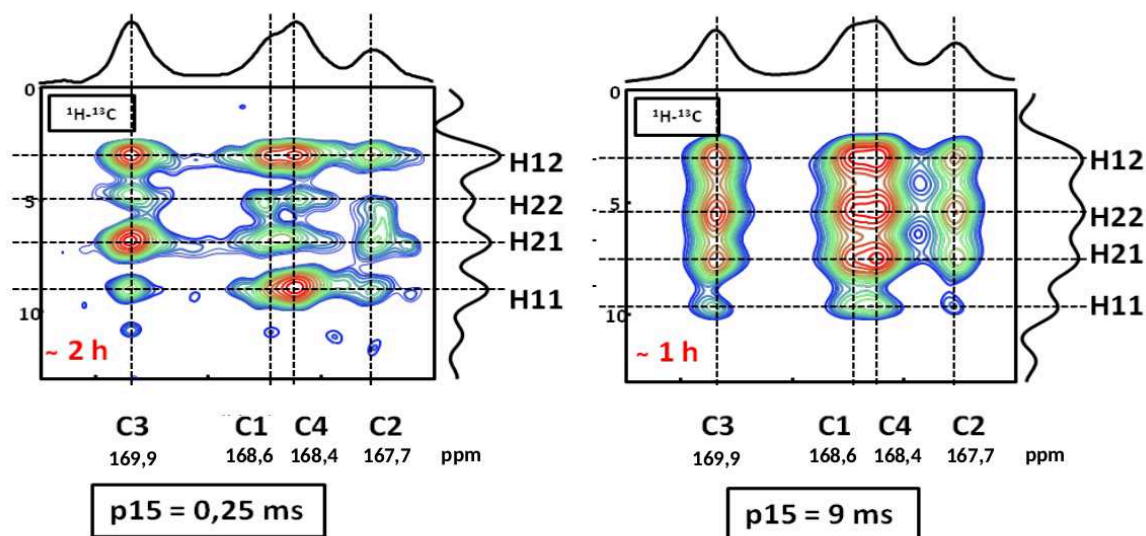 0
¹H-¹³C
5
10
~ 2 h
H12
H22
H21
H11
C3 C1 C4 C2
169,9 168,6 168,4 167,7 ppm
p15 = 0,25 ms
0
¹H-¹³C
5
10
~ 1 h
H12
H22
H21
H11
C3 C1 C4 C2
169,9 168,6 168,4 167,7 ppm
p15 = 9 ms